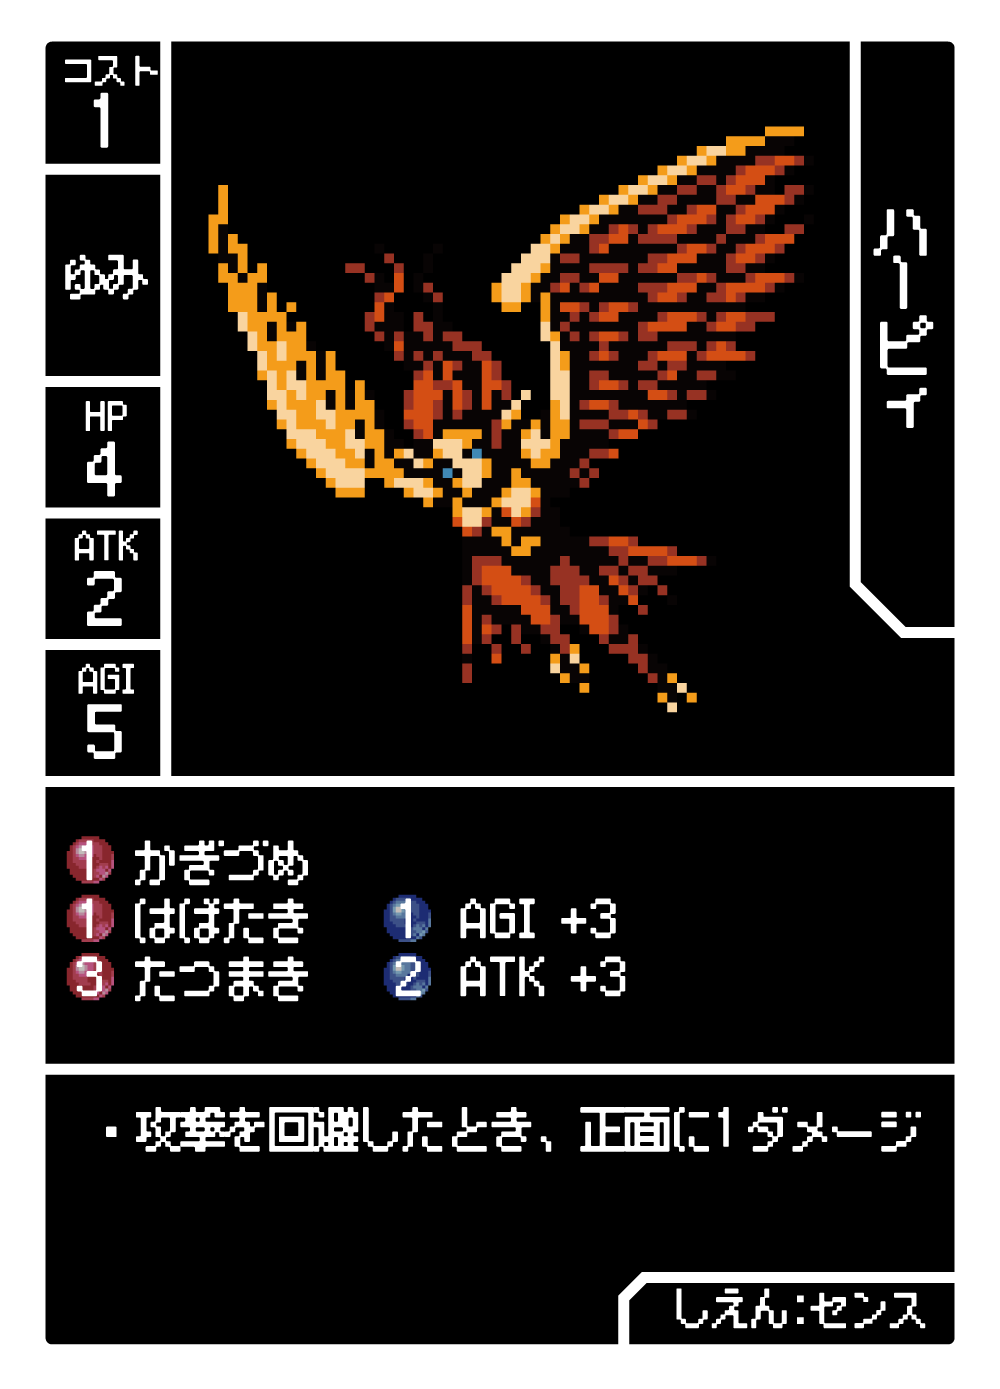 コスト
1
ゆみ
HP
4
ATK
2
AGI
5
ハーピィ
1 かぎづめ
1 はばたき 1 AGI +3
3 たつまき 2 ATK +3
・攻撃を回避したとき、正面に1ダメージ
しえん:センス